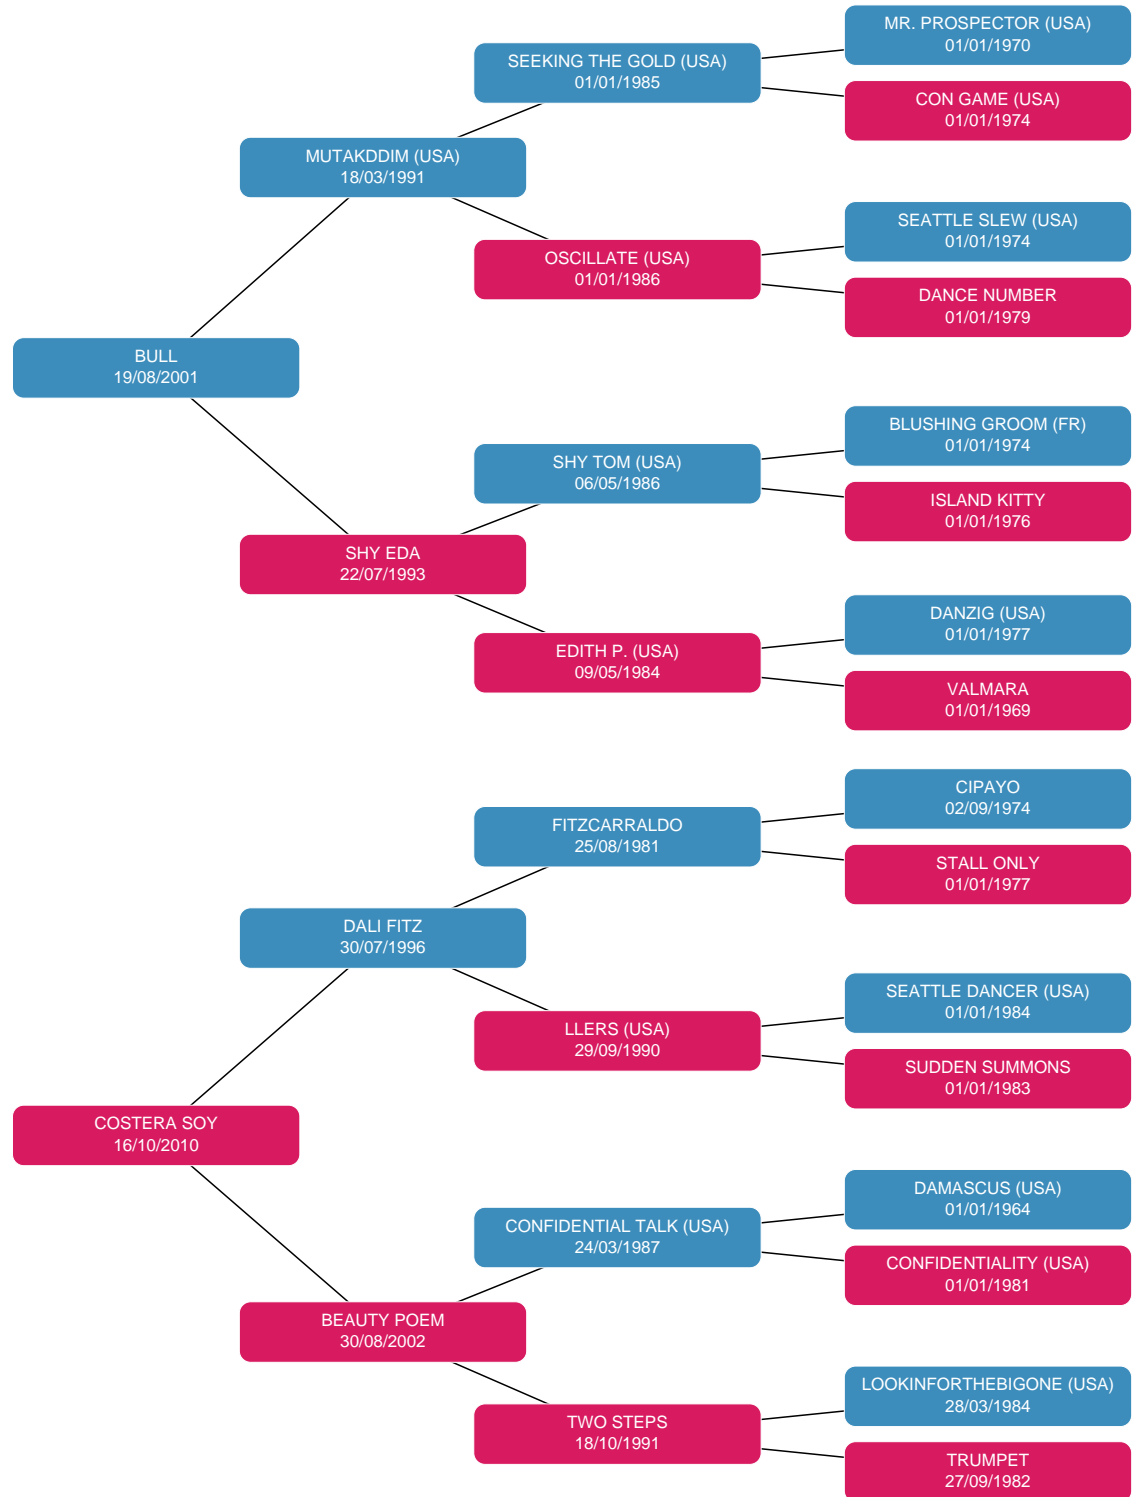 MR. PROSPECTOR (USA)
01/01/1970
SEEKING THE GOLD (USA)
01/01/1985
CON GAME (USA)
01/01/1974
MUTAKDDIM (USA)
18/03/1991
SEATTLE SLEW (USA)
01/01/1974
OSCILLATE (USA)
01/01/1986
DANCE NUMBER
01/01/1979
BULL
19/08/2001
BLUSHING GROOM (FR)
01/01/1974
SHY TOM (USA)
06/05/1986
ISLAND KITTY
01/01/1976
SHY EDA
22/07/1993
DANZIG (USA)
01/01/1977
EDITH P. (USA)
09/05/1984
VALMARA
01/01/1969
CIPAYO
02/09/1974
FITZCARRALDO
25/08/1981
STALL ONLY
01/01/1977
DALI FITZ
30/07/1996
SEATTLE DANCER (USA)
01/01/1984
LLERS (USA)
29/09/1990
SUDDEN SUMMONS
01/01/1983
COSTERA SOY
16/10/2010
DAMASCUS (USA)
01/01/1964
CONFIDENTIAL TALK (USA)
24/03/1987
CONFIDENTIALITY (USA)
01/01/1981
BEAUTY POEM
30/08/2002
LOOKINFORTHEBIGONE (USA)
28/03/1984
TWO STEPS
18/10/1991
TRUMPET
27/09/1982